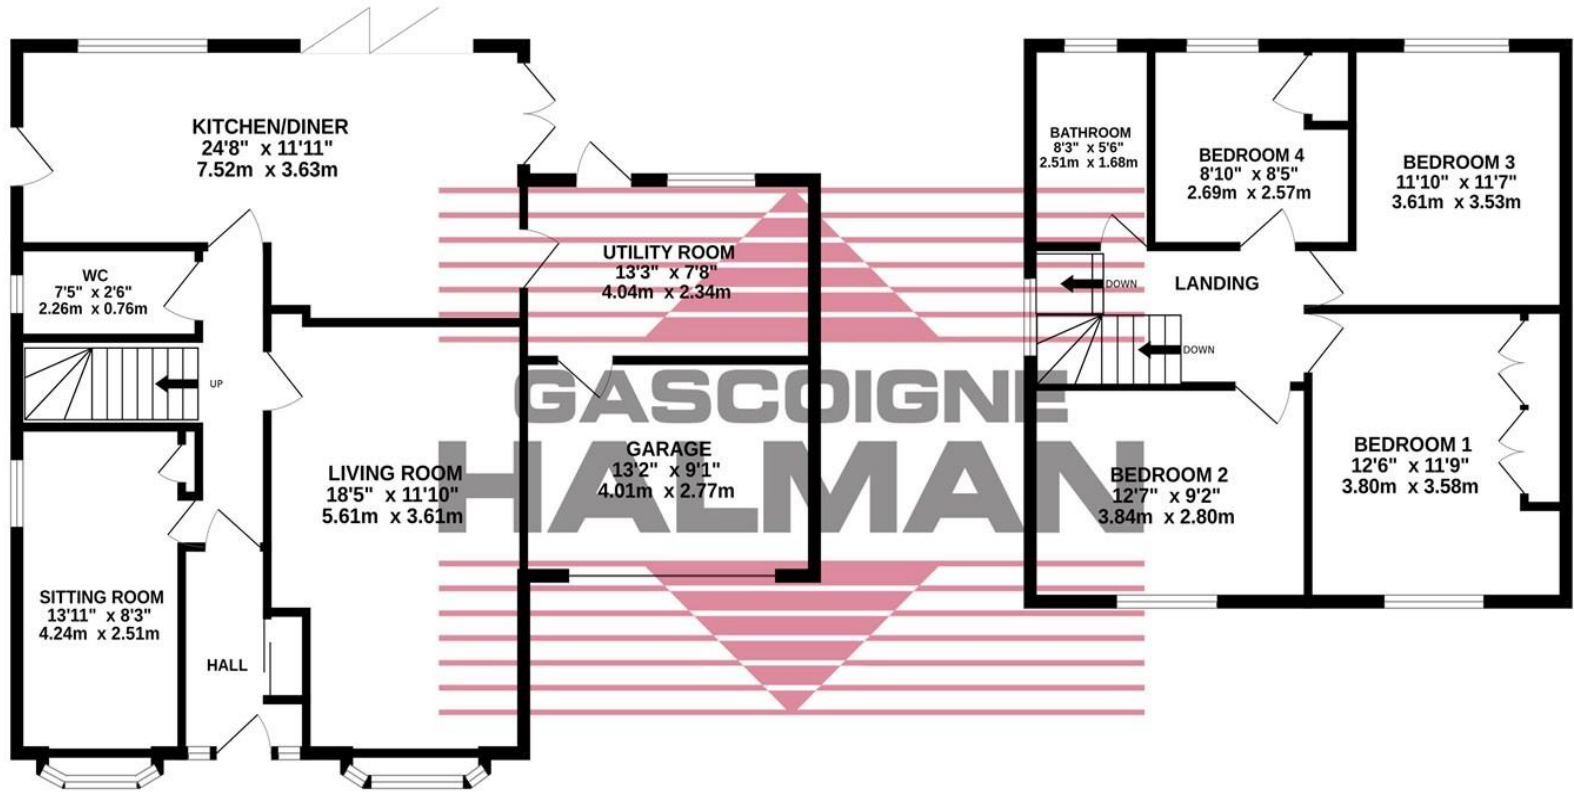 KITCHEN/DINER
24'8" x 11'11"
7.52m x 3.63m
WC
7'5" x 2'6"
2.26m x 0.76m
UP
UTILITY ROOM
13'3" x 7'8"
4.04m x 2.34m
LIVING ROOM
18'5" x 11'10"
5.61m x 3.61m
GARAGE
13'2" x 9'1"
4.01m x 2.77m
SITTING ROOM
13'11" x 8'3"
4.24m x 2.51m
HALL
GASCOIGNE
HALMAN
BATHROOM
8'3" x 5'6"
2.51m x 1.68m
BEDROOM 4
8'10" x 8'5"
2.69m x 2.57m
BEDROOM 3
11'10" x 11'7"
3.61m x 3.53m
DOWN
LANDING
DOWN
BEDROOM 2
12'7" x 9'2"
3.84m x 2.80m
BEDROOM 1
12'6" x 11'9"
3.80m x 3.58m